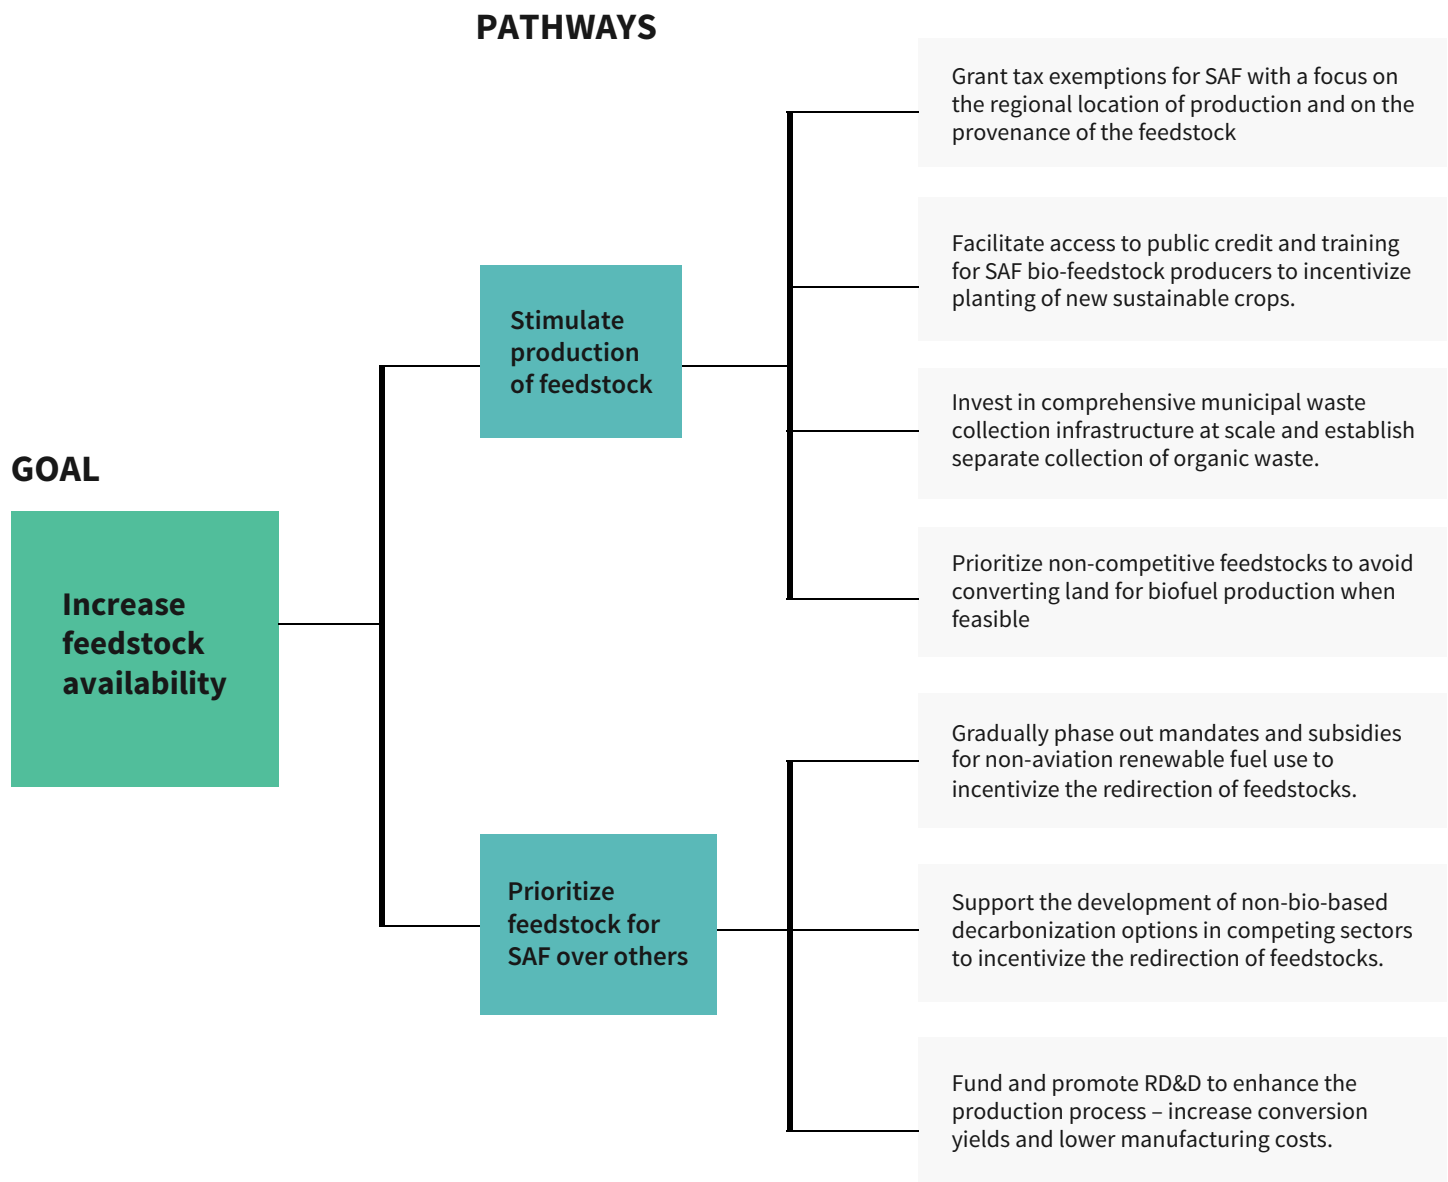 PATHWAYS
GOAL
Increase
feedstock
availability
Stimulate
production
of feedstock
Grant tax exemptions for SAF with a focus on
the regional location of production and on the
provenance of the feedstock
Facilitate access to public credit and training
for SAF bio-feedstock producers to incentivize
planting of new sustainable crops.
Invest in comprehensive municipal waste
collection infrastructure at scale and establish
separate collection of organic waste.
Prioritize non-competitive feedstocks to avoid
converting land for biofuel production when
feasible
Prioritize
feedstock for
SAF over others
Gradually phase out mandates and subsidies
for non-aviation renewable fuel use to
incentivize the redirection of feedstocks.
Support the development of non-bio-based
decarbonization options in competing sectors
to incentivize the redirection of feedstocks.
Fund and promote RD&D to enhance the
production process – increase conversion
yields and lower manufacturing costs.